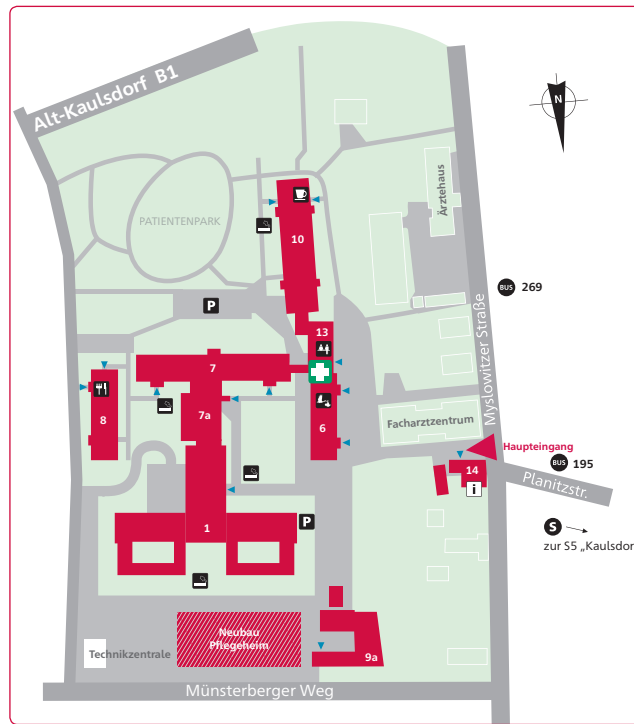 Alt-Kaulsdorf B1
N
Ärztehaus
PATIENTENPARK
10
BUS 269
Myslowitzer Straße
P
13
7
7a
8
6
Facharztzentrum
Haupteingang
BUS 195
14
i
Planitzstr.
P
1
S
zur S5 „Kaulsdor
Neubau
Pflegeheim
Technikzentrale
9a
Münsterberger Weg